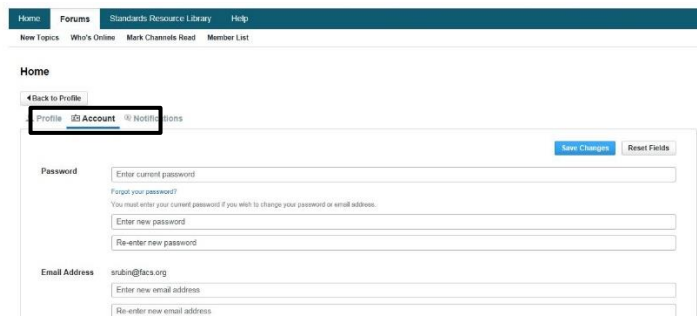 Home Forums Standards Resource Library Help
New Topics Who's Online Mark Channels Read Member List
Home
Back to Profile
Profile Account Notifications
Save Changes Reset Fields
Password Enter current password
Forgot your password?
You must enter your current password if you wish to change your password or email address.
Enter new password
Re-enter new password
Email Address srubin@facs.org
Enter new email address
Re-enter new email address